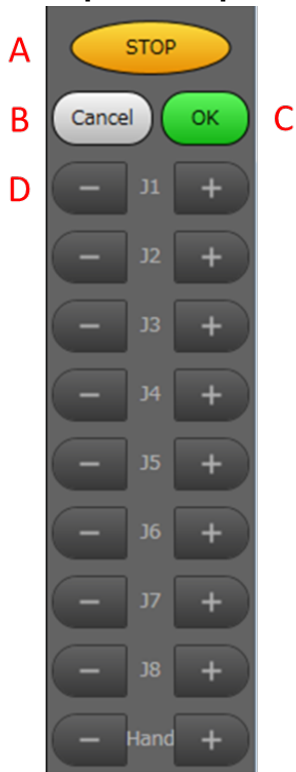 A STOP
B Cancel OK C
D − J1 +
− J2 +
− J3 +
− J4 +
− J5 +
− J6 +
− J7 +
− J8 +
− Hand +